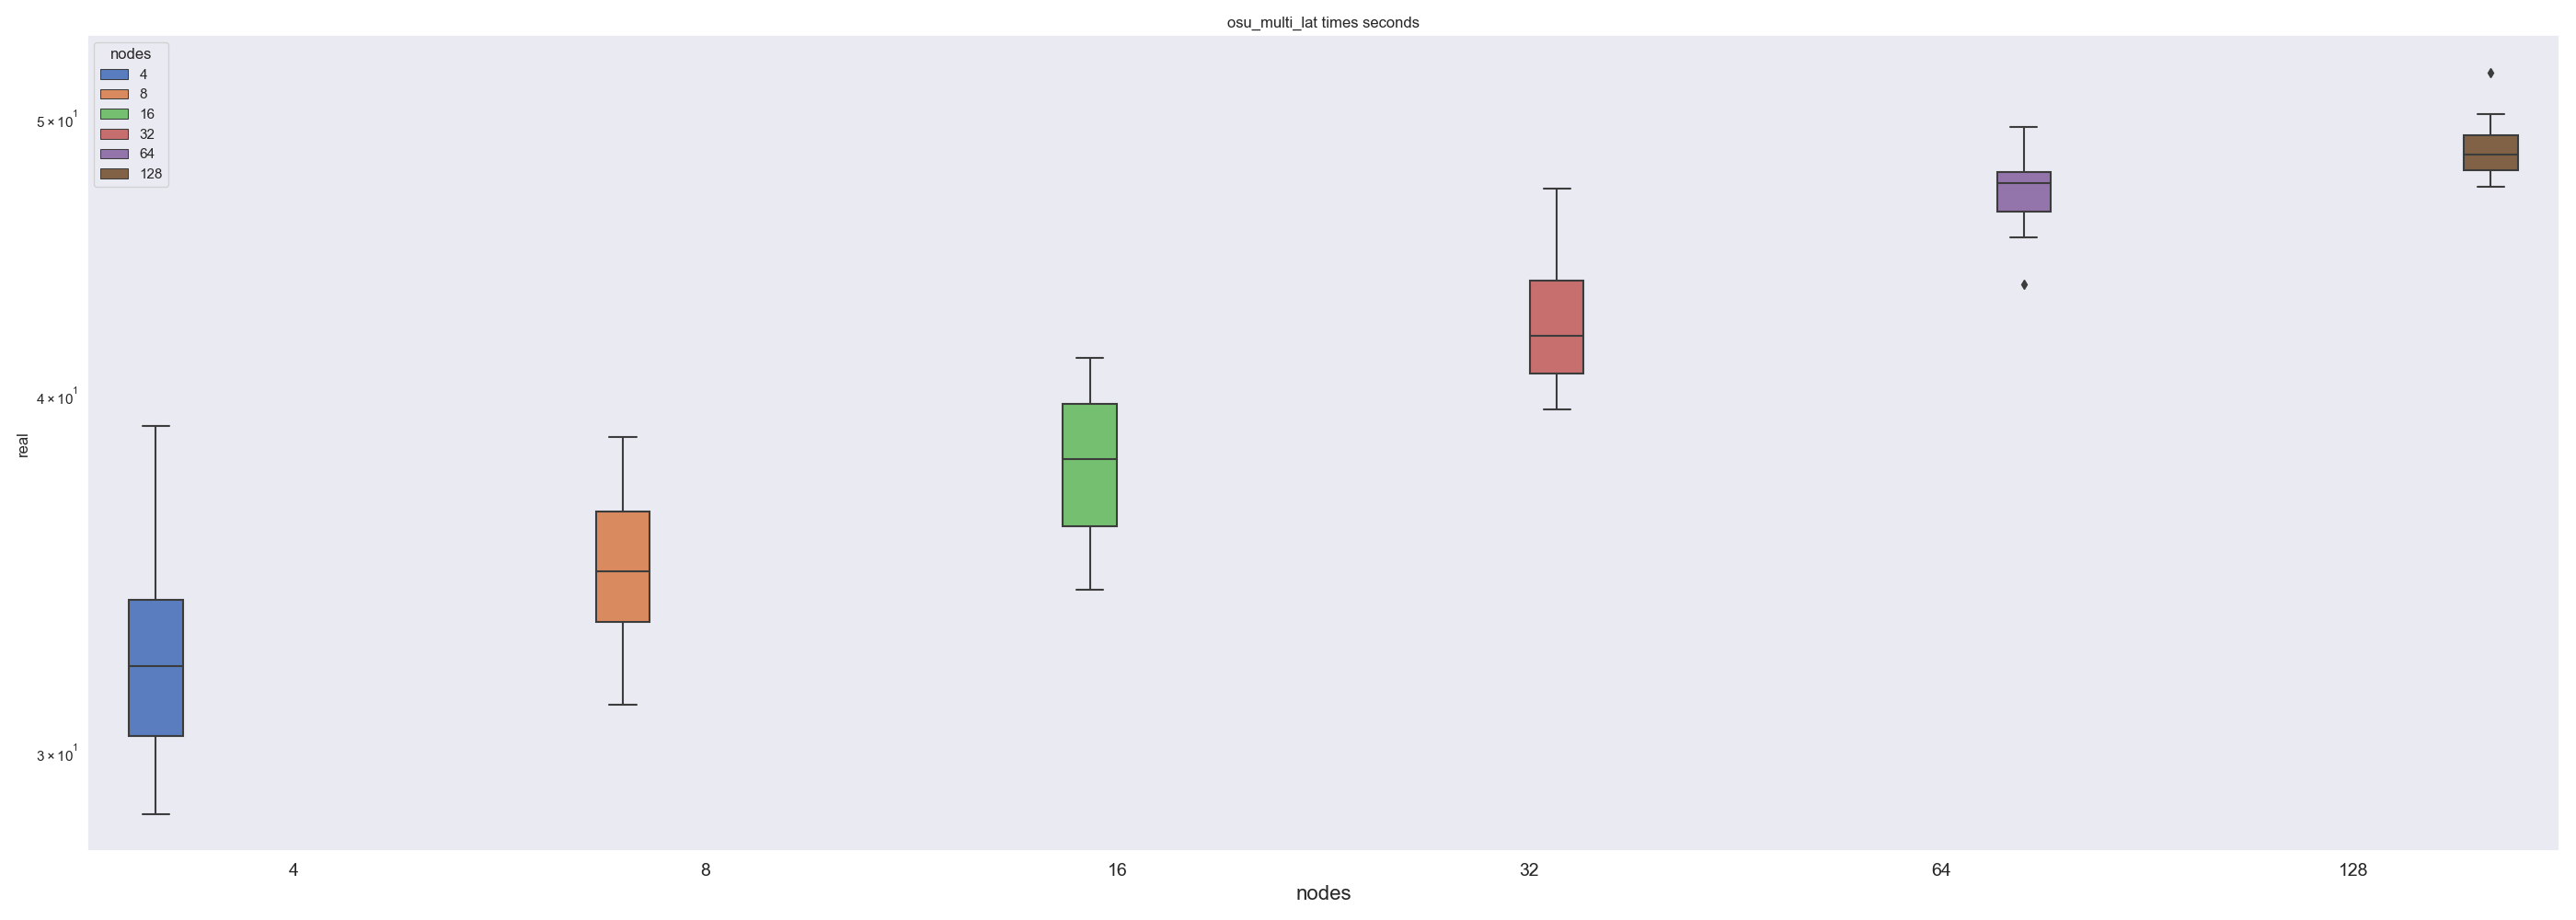 osu_multi_lat times seconds
nodes
4
8
16
32
64
128
5 × 10¹
4 × 10¹
3 × 10¹
real
4 8 16 32 64 128
nodes